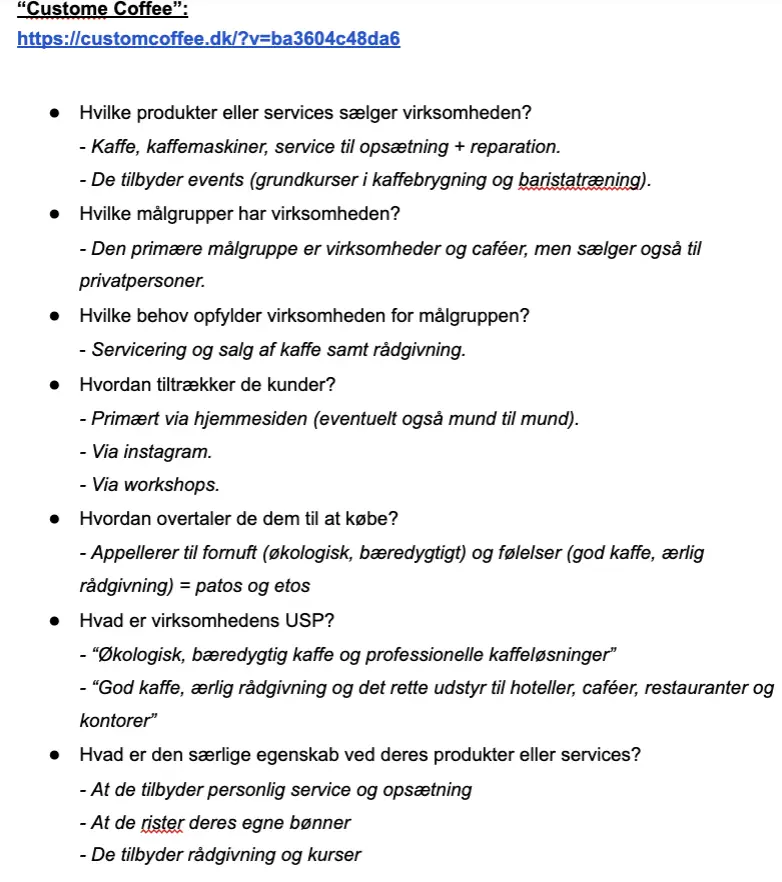 “Custome Coffee”:
https://customcoffee.dk/?v=ba3604c48da6
● Hvilke produkter eller services sælger virksomheden?
- Kaffe, kaffemaskiner, service til opsætning + reparation.
- De tilbyder events (grundkurser i kaffebrygning og baristatræning).
● Hvilke målgrupper har virksomheden?
- Den primære målgruppe er virksomheder og caféer, men sælger også til
privatpersoner.
● Hvilke behov opfylder virksomheden for målgruppen?
- Servicering og salg af kaffe samt rådgivning.
● Hvordan tiltrækker de kunder?
- Primært via hjemmesiden (eventuelt også mund til mund).
- Via instagram.
- Via workshops.
● Hvordan overtaler de dem til at købe?
- Appellerer til fornuft (økologisk, bæredygtigt) og følelser (god kaffe, ærlig
rådgivning) = patos og etos
● Hvad er virksomhedens USP?
- “Økologisk, bæredygtig kaffe og professionelle kaffeløsninger”
- “God kaffe, ærlig rådgivning og det rette udstyr til hoteller, caféer, restauranter og
kontorer”
● Hvad er den særlige egenskab ved deres produkter eller services?
- At de tilbyder personlig service og opsætning
- At de rister deres egne bønner
- De tilbyder rådgivning og kurser